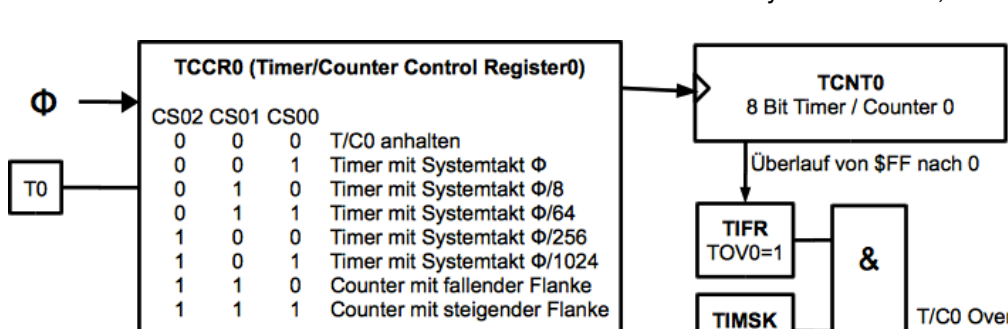 TCCR0 (Timer/Counter Control Register0)
Φ
CS02 CS01 CS00
0 0 0 T/C0 anhalten
0 0 1 Timer mit Systemtakt Φ
0 1 0 Timer mit Systemtakt Φ/8
0 1 1 Timer mit Systemtakt Φ/64
1 0 0 Timer mit Systemtakt Φ/256
1 0 1 Timer mit Systemtakt Φ/1024
1 1 0 Counter mit fallender Flanke
1 1 1 Counter mit steigender Flanke
T0
TCNT0
8 Bit Timer / Counter 0
Überlauf von $FF nach 0
TIFR
TOV0=1
&
TIMSK
T/C0 Over